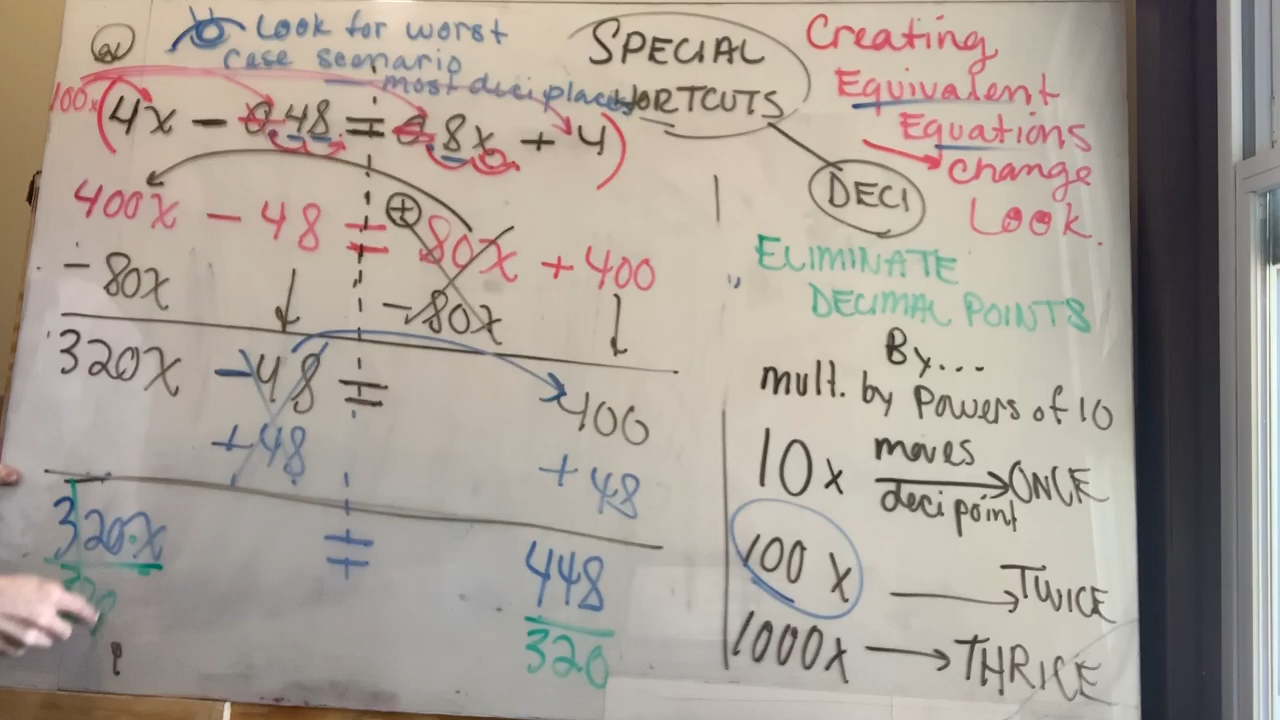 ex
Look for worst
case scenario
most deci places
100x(4x − 0.48 = 0.8x + 4)
400x − 48 = 80x + 400
−80x − 80x
320x − 48 = 400
+48 +48
320·x = 448
320 320
SPECIAL
SHORTCUTS
DECI
Creating
Equivalent
Equations
change
Look.
ELIMINATE
DECIMAL POINTS
By...
mult. by Powers of 10
10x moves deci point → ONCE
100x → TWICE
1000x → THRICE